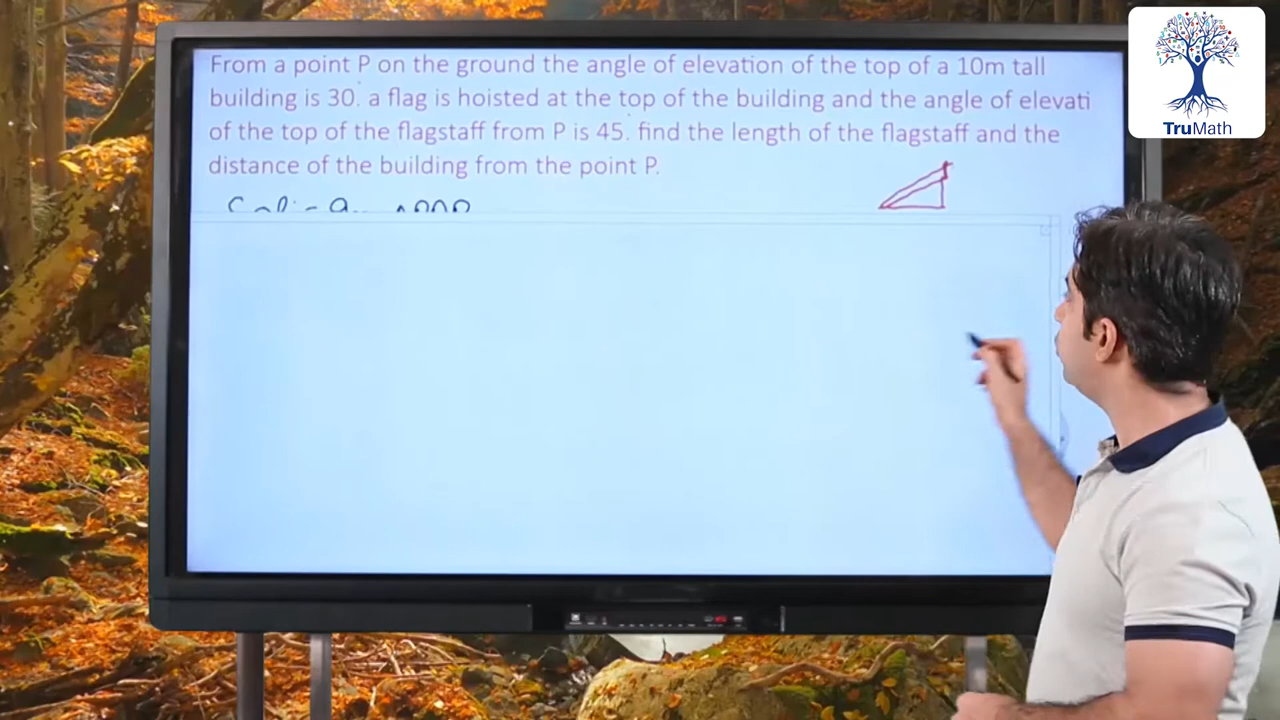 From a point P on the ground the angle of elevation of the top of a 10m tall
building is 30. a flag is hoisted at the top of the building and the angle of elevati
of the top of the flagstaff from P is 45. find the length of the flagstaff and the
distance of the building from the point P.
TruMath